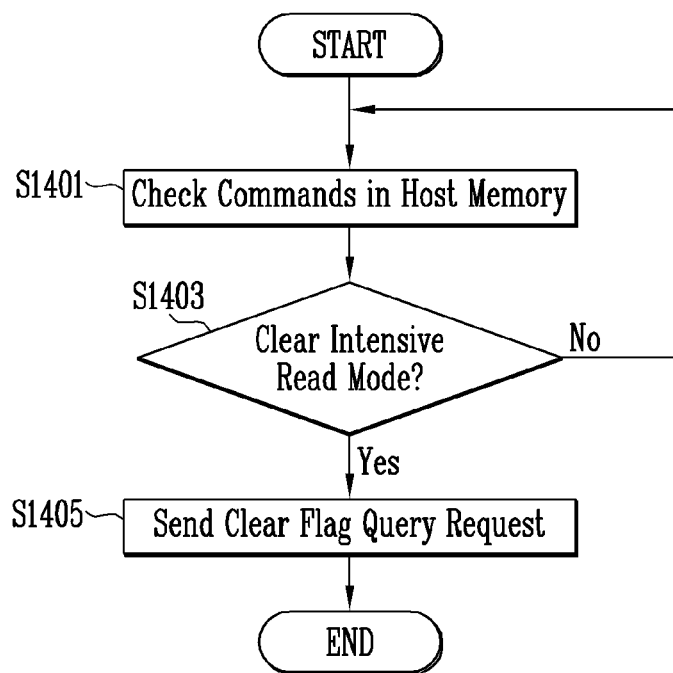 START
S1401
Check Commands in Host Memory
S1403
Clear Intensive
Read Mode?
No
Yes
S1405
Send Clear Flag Query Request
END